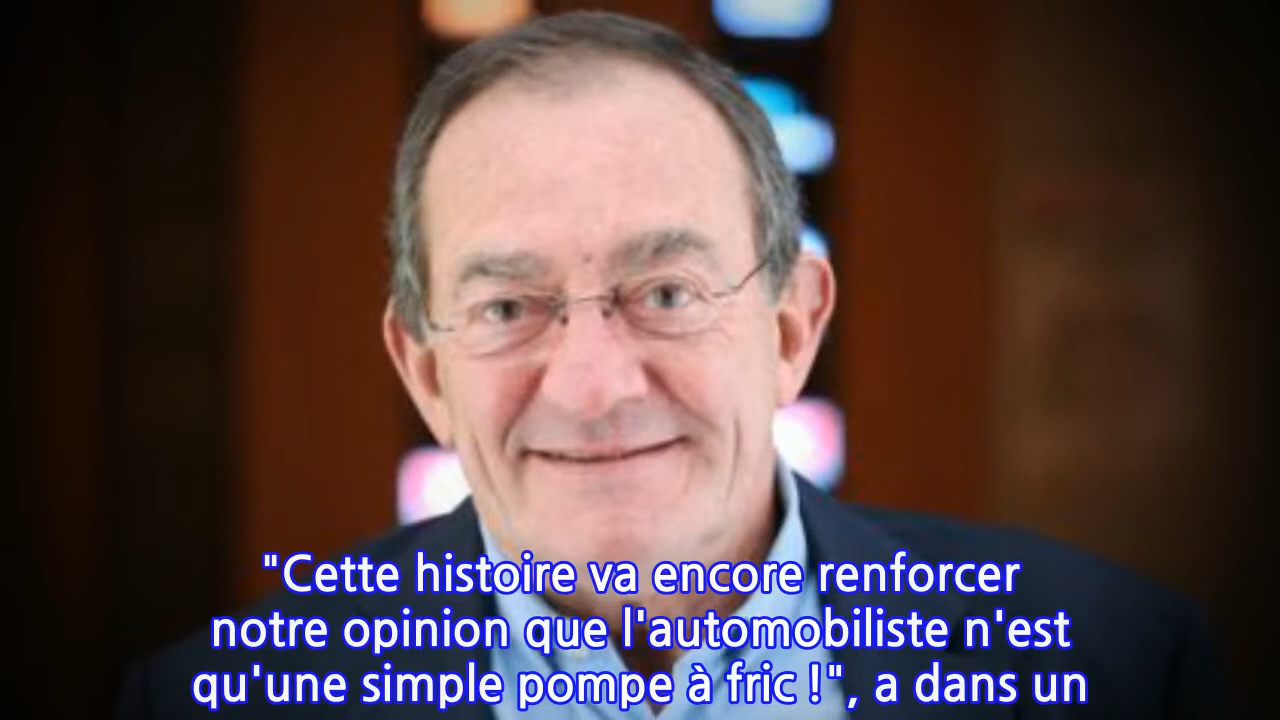 "Cette histoire va encore renforcer
notre opinion que l'automobiliste n'est
qu'une simple pompe à fric !", a dans un